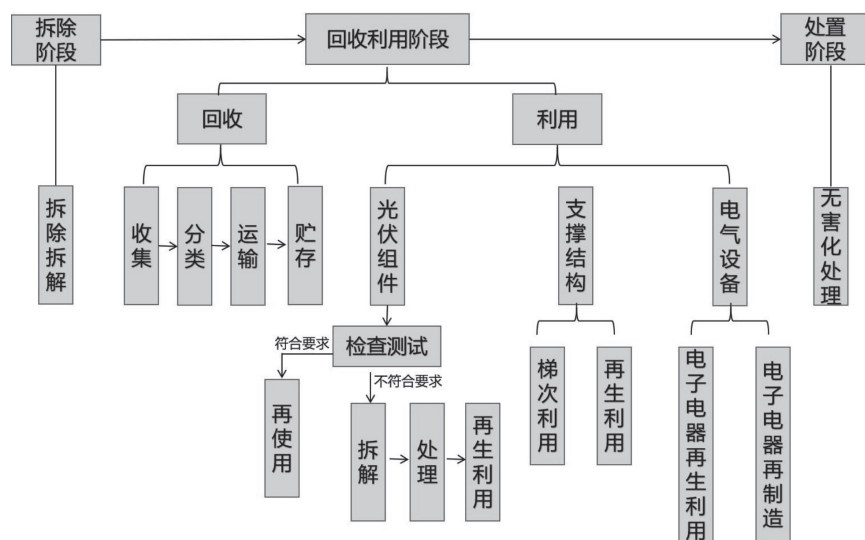 拆除
阶段
回收利用阶段
处置
阶段
回收
利用
拆除拆解
收集
分类
运输
贮存
光伏组件
支撑结构
电气设备
无害化处理
检查测试
符合要求
不符合要求
再使用
拆解
处理
再生利用
梯次利用
再生利用
电子电器再生利用
电子电器再制造